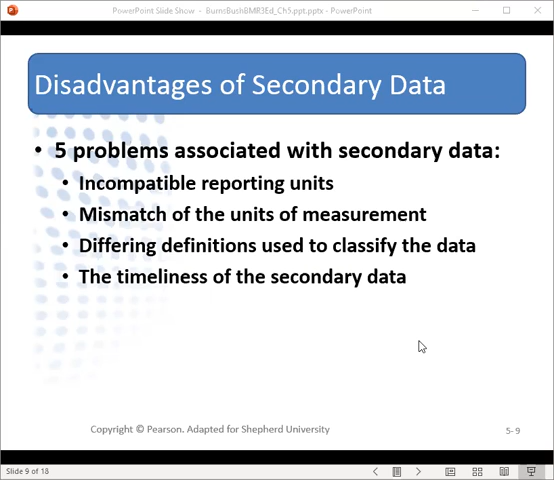 PowerPoint Slide Show - BurnsBushBMR3Ed_Ch5.ppt.pptx - PowerPoint
Disadvantages of Secondary Data
• 5 problems associated with secondary data:
• Incompatible reporting units
• Mismatch of the units of measurement
• Differing definitions used to classify the data
• The timeliness of the secondary data
Copyright © Pearson. Adapted for Shepherd University
5- 9
Slide 9 of 18